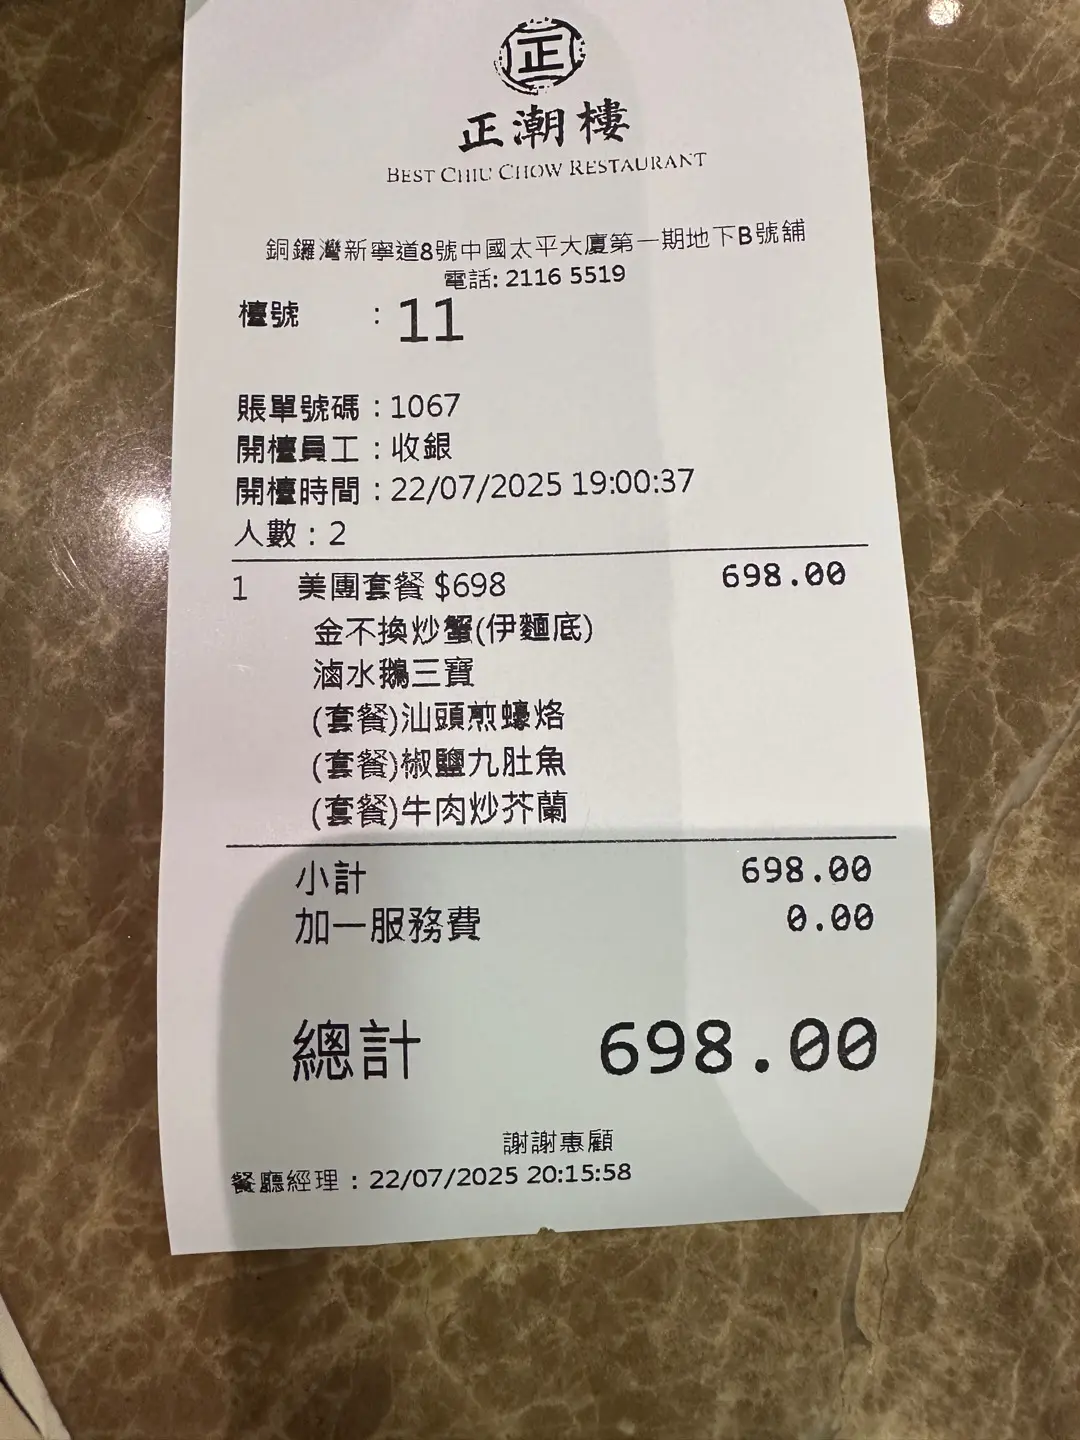 正
正潮樓
BEST CHIU CHOW RESTAURANT
銅鑼灣新寧道8號中國太平大廈第一期地下B號舖
電話: 2116 5519
檯號 : 11
賬單號碼 : 1067
開檯員工 : 收銀
開檯時間 : 22/07/2025 19:00:37
人數 : 2
1 美團套餐 $698 698.00
金不換炒蟹(伊麵底)
滷水鵝三寶
(套餐)汕頭煎蠔烙
(套餐)椒鹽九肚魚
(套餐)牛肉炒芥蘭
小計 698.00
加一服務費 0.00
總計 698.00
謝謝惠顧
餐廳經理 : 22/07/2025 20:15:58